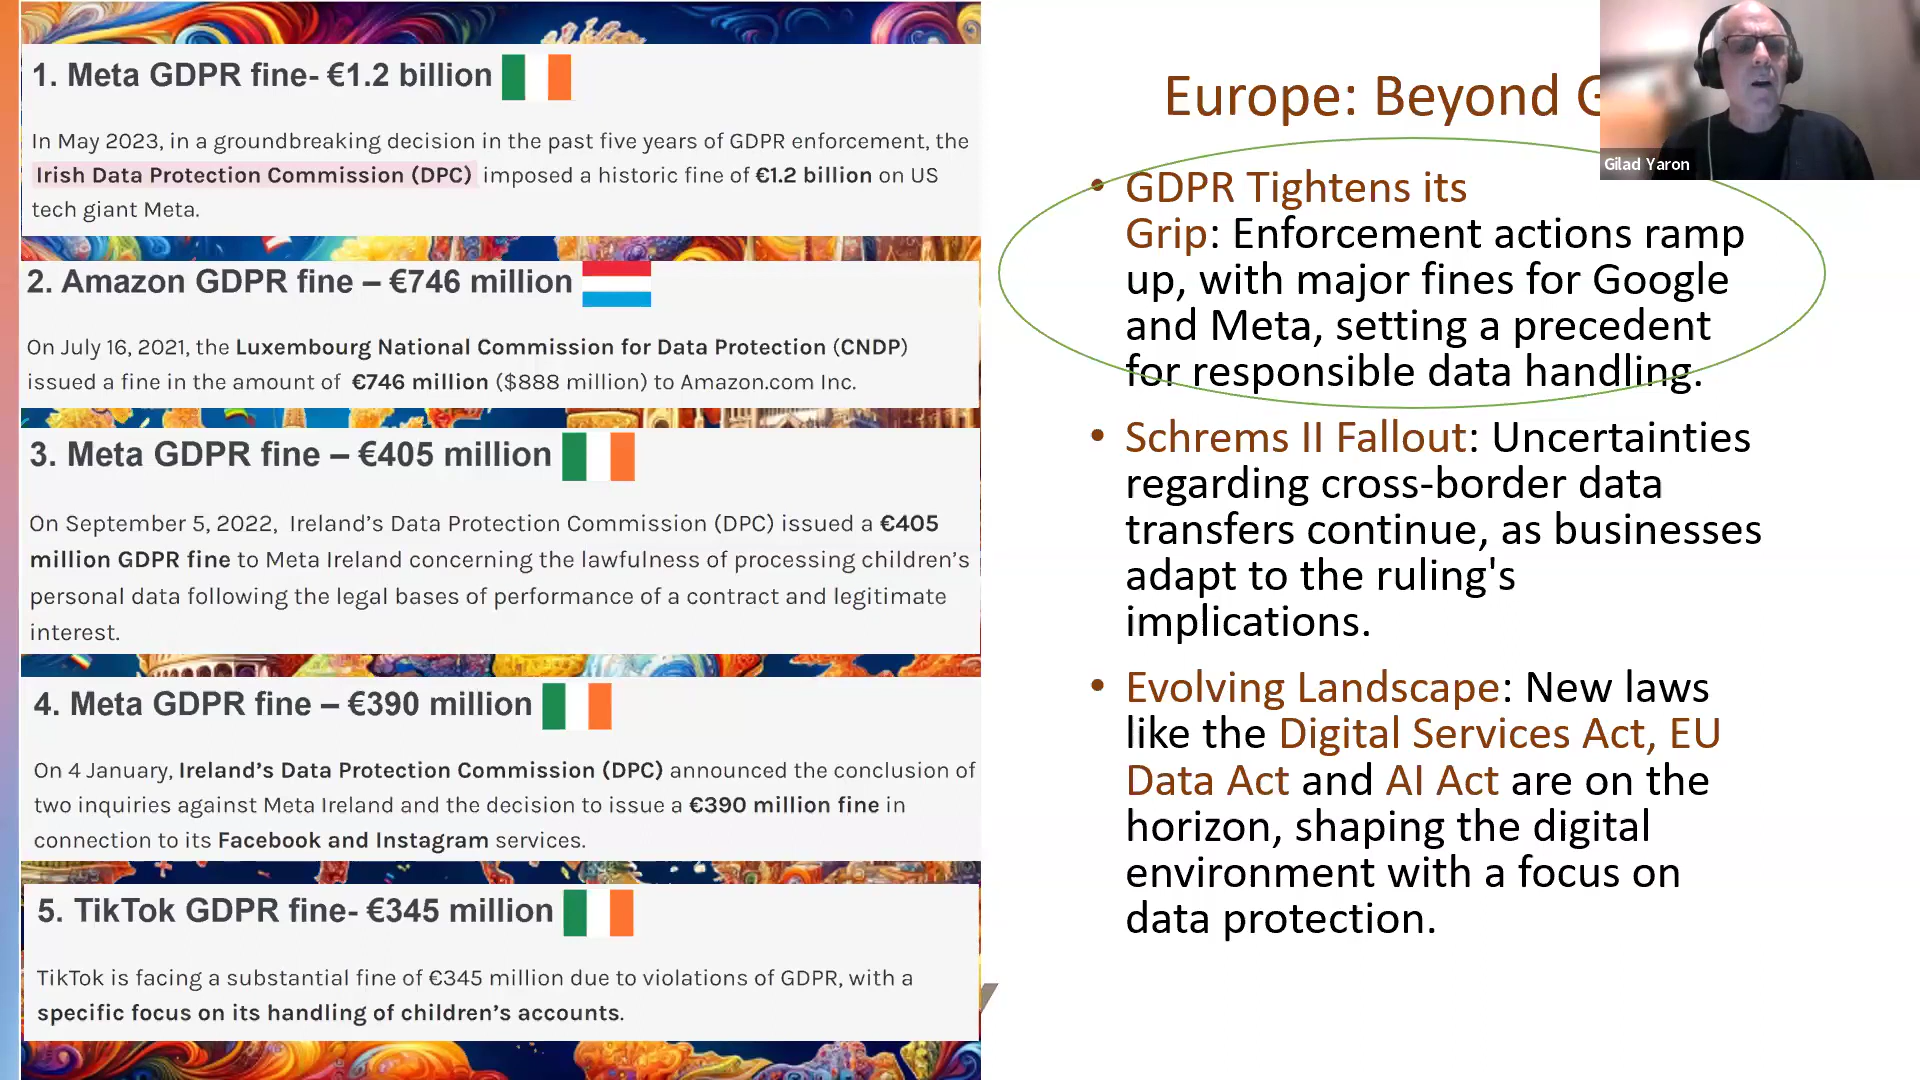 1. Meta GDPR fine- €1.2 billion
In May 2023, in a groundbreaking decision in the past five years of GDPR enforcement, the
Irish Data Protection Commission (DPC) imposed a historic fine of €1.2 billion on US
tech giant Meta.
2. Amazon GDPR fine – €746 million
On July 16, 2021, the Luxembourg National Commission for Data Protection (CNDP)
issued a fine in the amount of €746 million ($888 million) to Amazon.com Inc.
3. Meta GDPR fine – €405 million
On September 5, 2022, Ireland’s Data Protection Commission (DPC) issued a €405
million GDPR fine to Meta Ireland concerning the lawfulness of processing children’s
personal data following the legal bases of performance of a contract and legitimate
interest.
4. Meta GDPR fine – €390 million
On 4 January, Ireland’s Data Protection Commission (DPC) announced the conclusion of
two inquiries against Meta Ireland and the decision to issue a €390 million fine in
connection to its Facebook and Instagram services.
5. TikTok GDPR fine- €345 million
TikTok is facing a substantial fine of €345 million due to violations of GDPR, with a
specific focus on its handling of children’s accounts.
Europe: Beyond
• GDPR Tightens its
Grip: Enforcement actions ramp
up, with major fines for Google
and Meta, setting a precedent
for responsible data handling.
• Schrems II Fallout: Uncertainties
regarding cross-border data
transfers continue, as businesses
adapt to the ruling's
implications.
• Evolving Landscape: New laws
like the Digital Services Act, EU
Data Act and AI Act are on the
horizon, shaping the digital
environment with a focus on
data protection.
Gilad Yaron